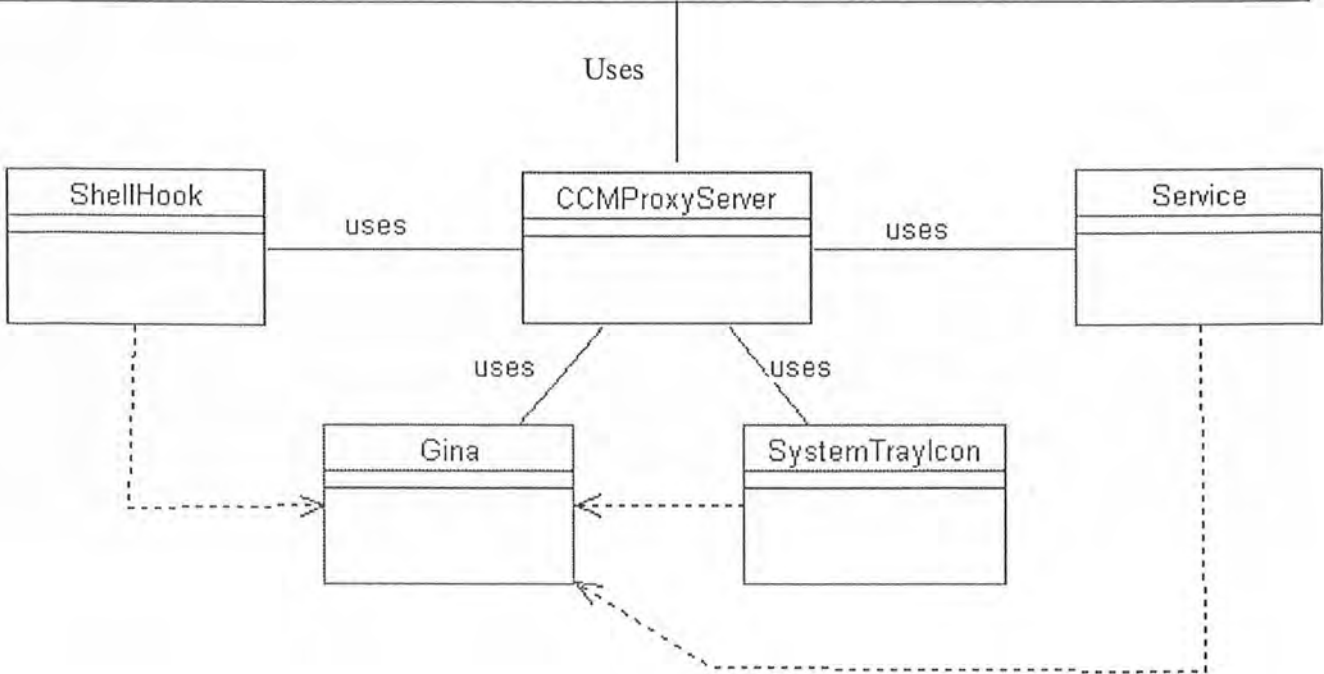 Uses
ShellHook
CCMProxyServer
Service
uses
uses
uses
uses
Gina
SystemTrayIcon